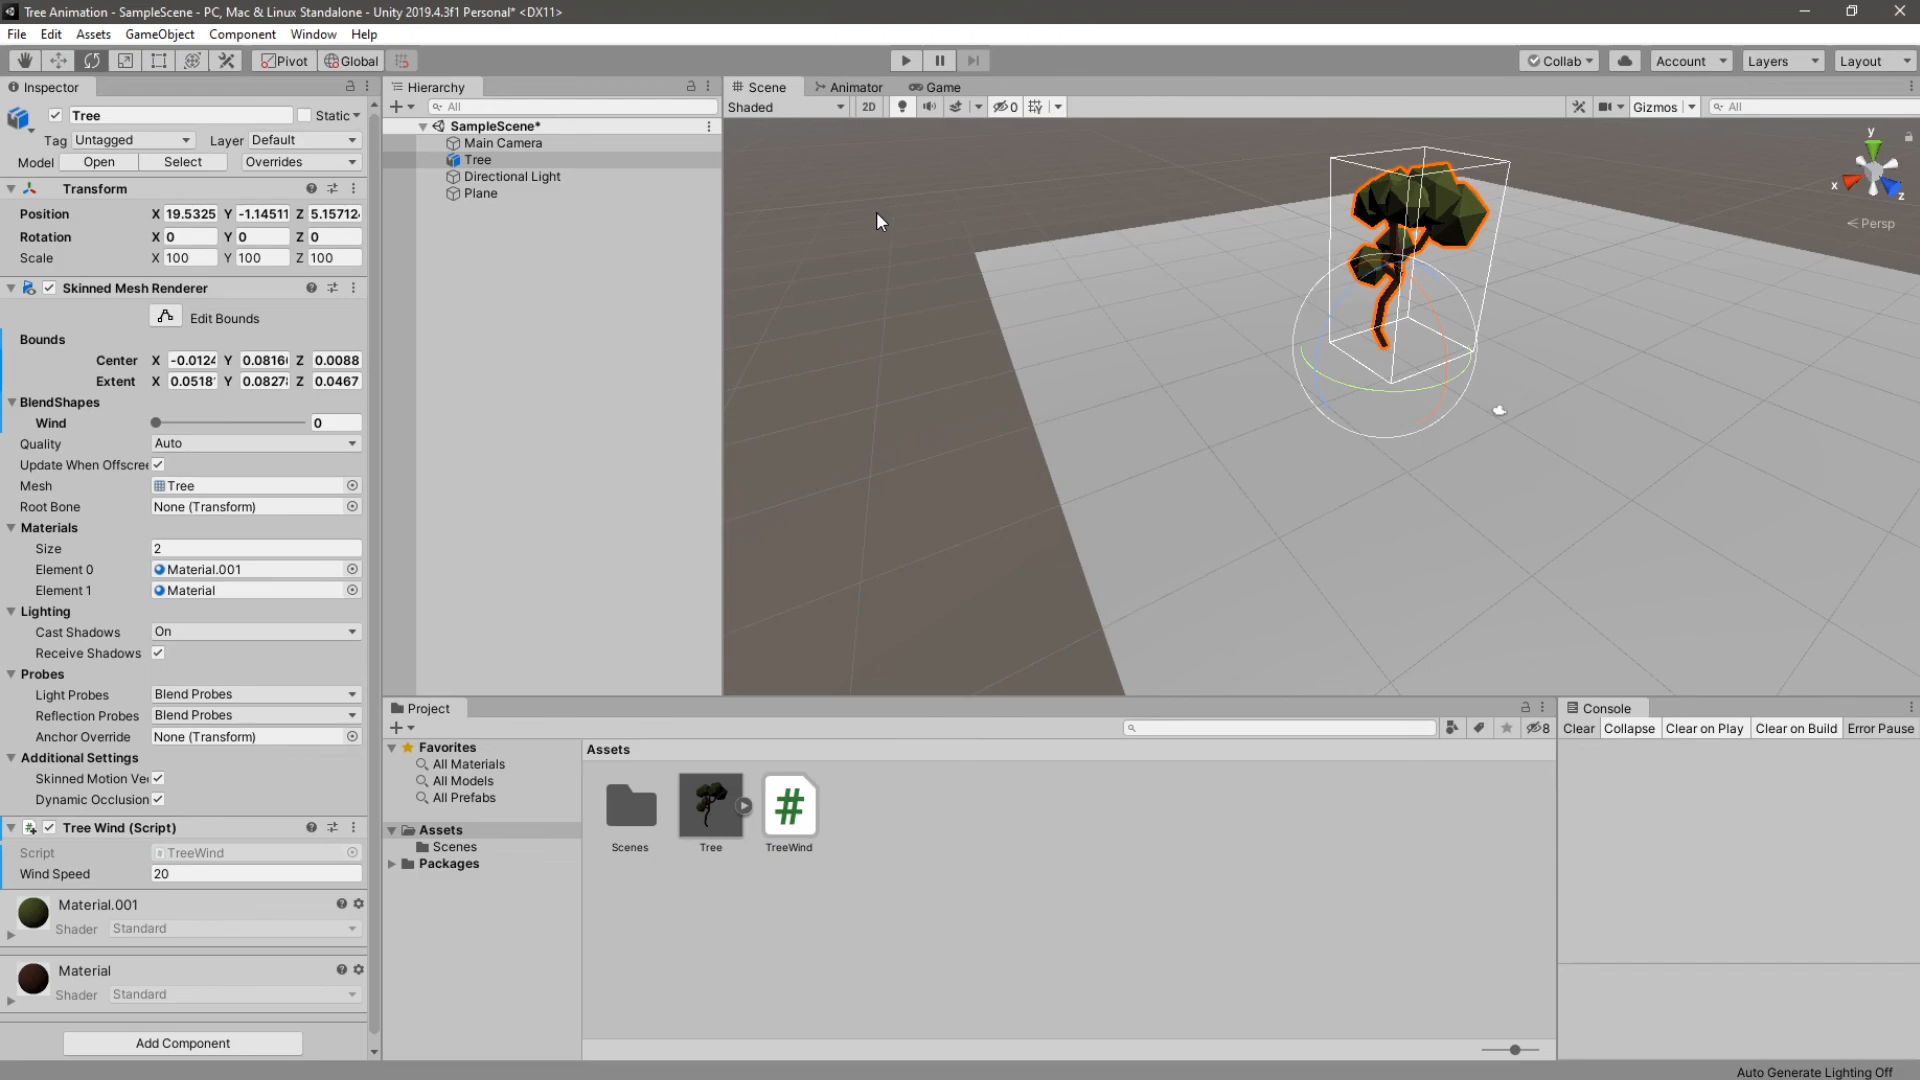 Tree Animation - SampleScene - PC, Mac & Linux Standalone - Unity 2019.4.3f1 Personal* <DX11>
File Edit Assets GameObject Component Window Help
Pivot Global Collab Account Layers Layout
Inspector
Tree Static
Tag Untagged Layer Default
Model Open Select Overrides
Transform
Position X 19.5325 Y -1.14511 Z 5.15712
Rotation X 0 Y 0 Z 0
Scale X 100 Y 100 Z 100
Skinned Mesh Renderer
Edit Bounds
Bounds
Center X -0.0124 Y 0.0816 Z 0.0088
Extent X 0.0518 Y 0.0827 Z 0.0467
BlendShapes
Wind 0
Quality Auto
Update When Offscree
Mesh Tree
Root Bone None (Transform)
Materials
Size 2
Element 0 Material.001
Element 1 Material
Lighting
Cast Shadows On
Receive Shadows
Probes
Light Probes Blend Probes
Reflection Probes Blend Probes
Anchor Override None (Transform)
Additional Settings
Skinned Motion Ve
Dynamic Occlusion
Tree Wind (Script)
Script TreeWind
Wind Speed 20
Material.001
Shader Standard
Material
Shader Standard
Add Component
Hierarchy
All
SampleScene*
Main Camera
Tree
Directional Light
Plane
Scene Animator Game
Shaded 2D 0 Gizmos All
y
x
z
Persp
Project
8
Favorites
All Materials
All Models
All Prefabs
Assets
Scenes
Packages
Assets
#
Scenes Tree TreeWind
Console
Clear Collapse Clear on Play Clear on Build Error Pause
Auto Generate Lighting Off